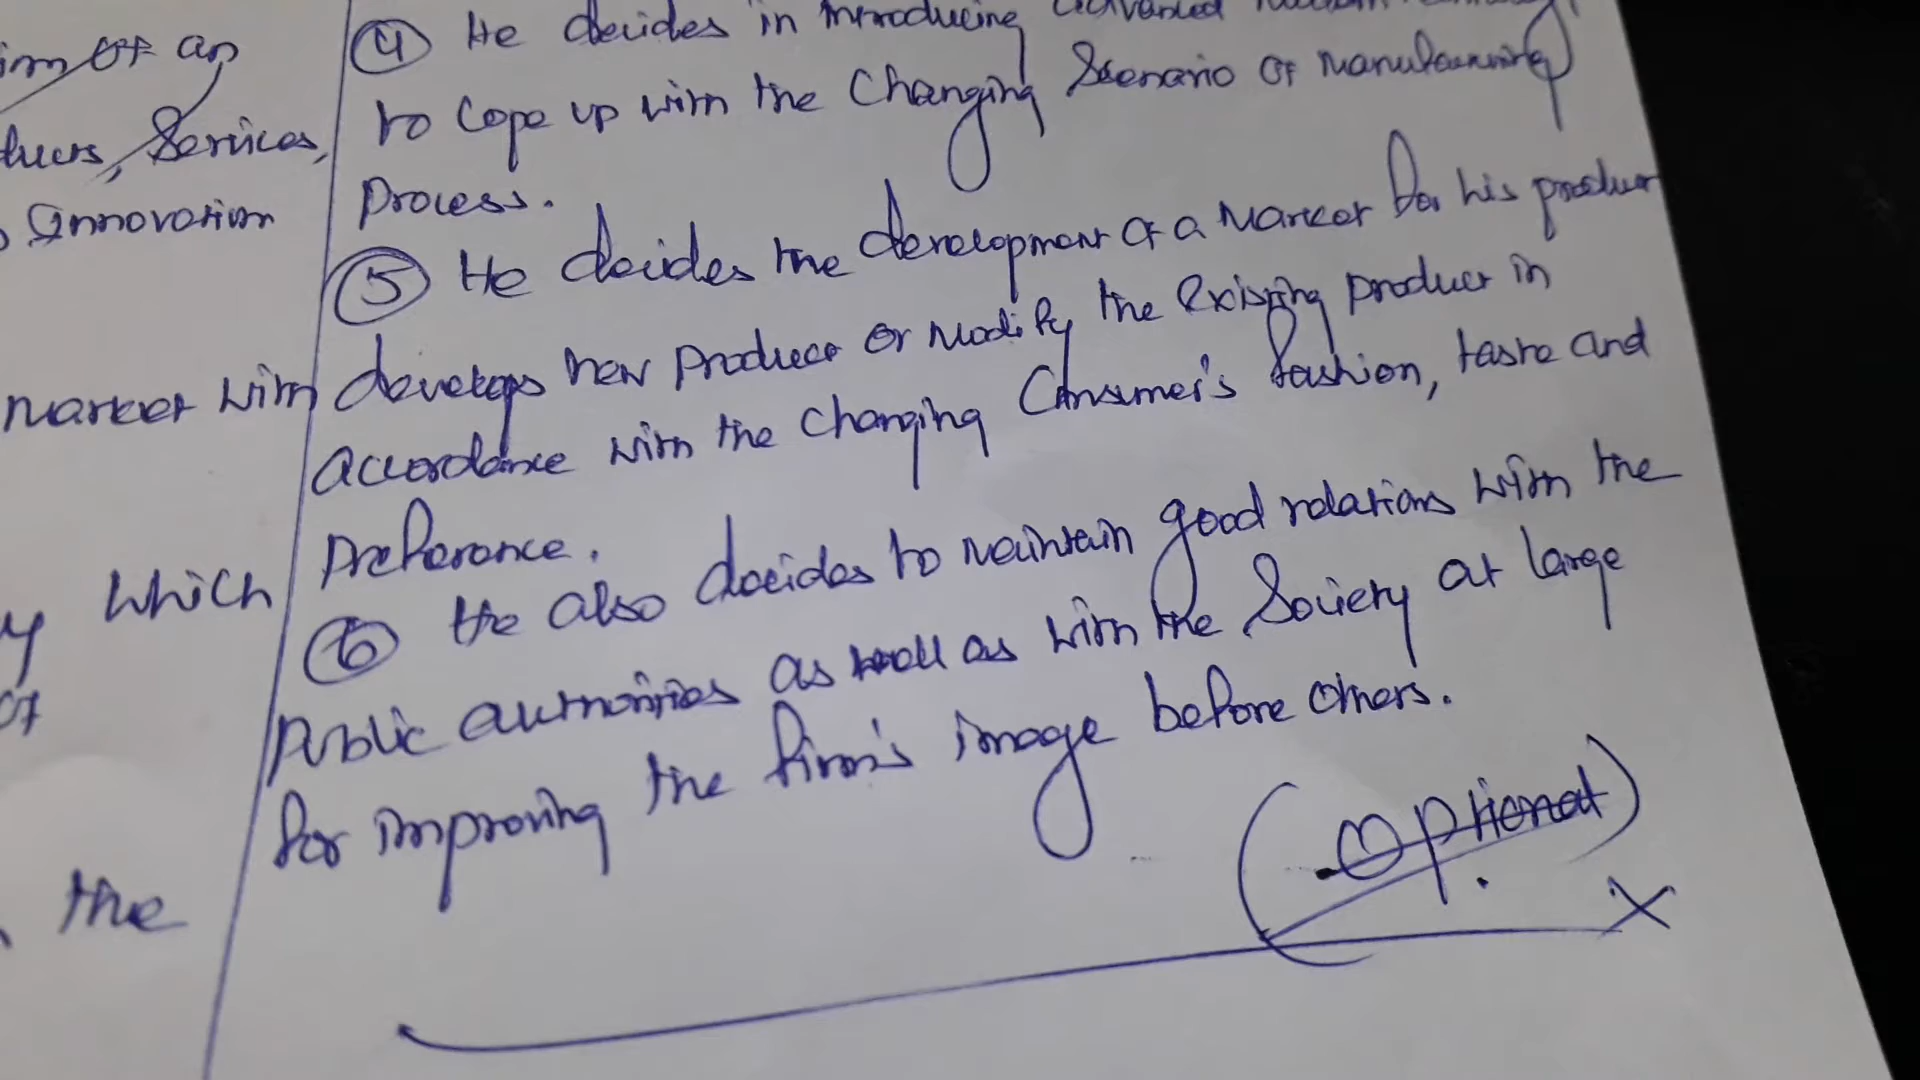 ④ He decides in introducing advanced
to cope up with the changing Scenario of manufacturing
process.
⑤ He decides the development of a market for his product
develops new product or modify the existing product in
accordance with the changing Consumer's fashion, taste and
preference.
⑥ He also decides to maintain good relations with the
public authorities as well as with the Society at large
for improving the firm's image before others.
(Optional)
of an
Services,
Innovation
market with
which
of
the